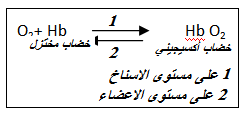 1
O₂+ Hb Hb O2
2
خضاب مختزل خضاب أكسيجيني
1 على مستوى الاسناخ
2 على مستوى الاعضاء